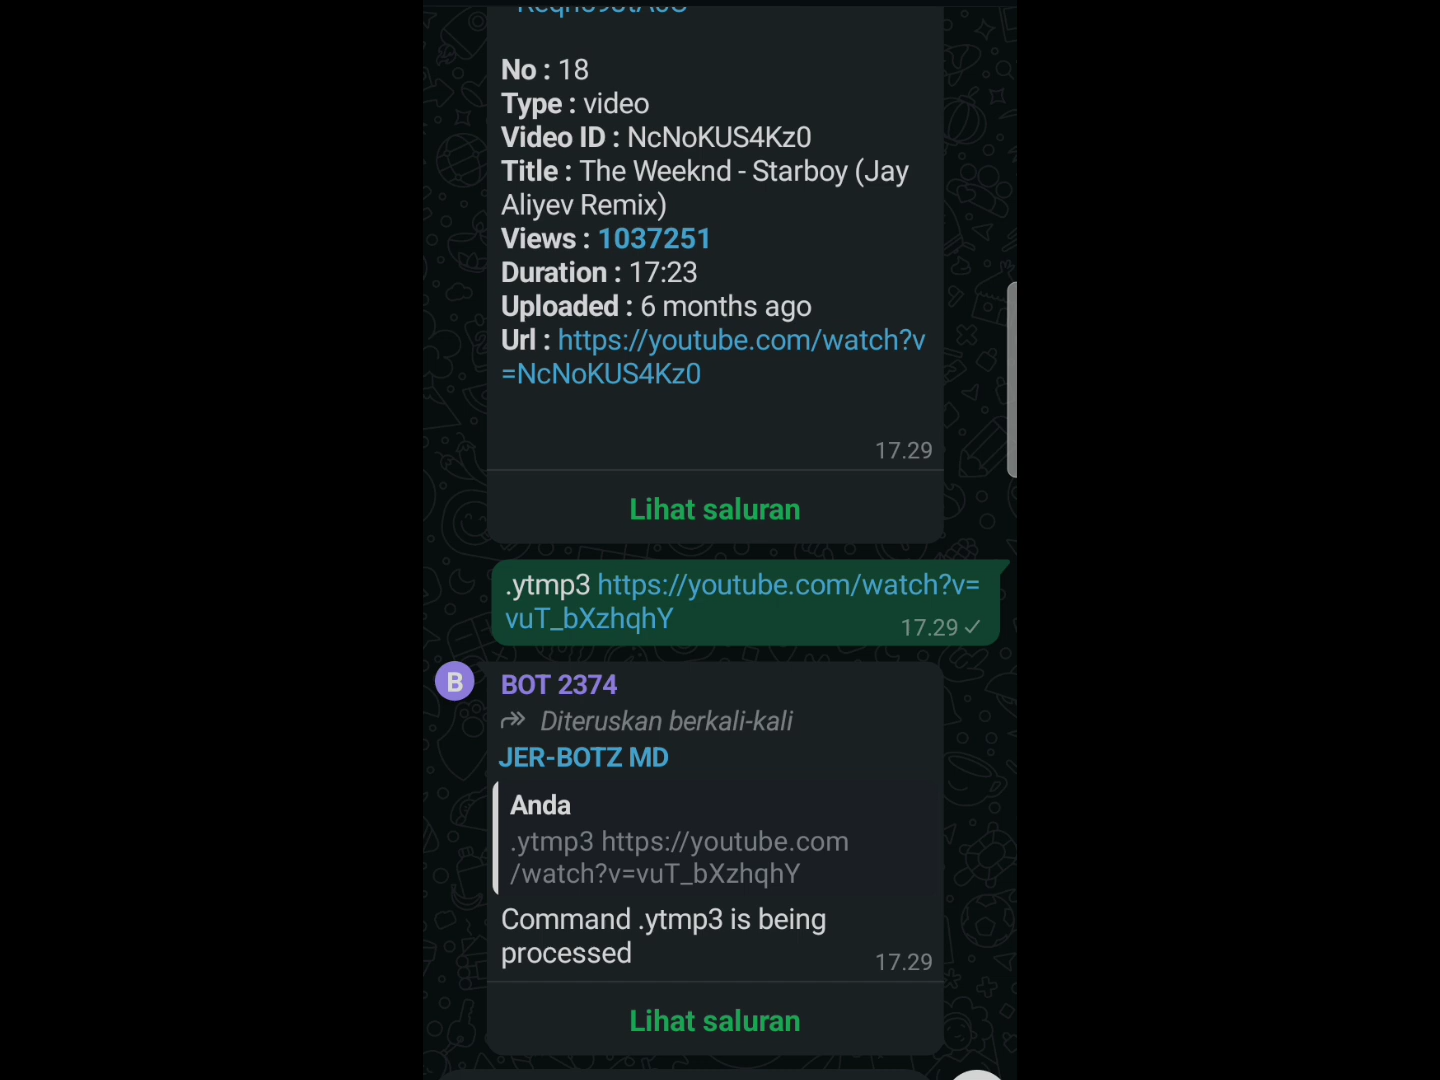 No : 18
Type : video
Video ID : NcNoKUS4Kz0
Title : The Weeknd - Starboy (Jay
Aliyev Remix)
Views : 1037251
Duration : 17:23
Uploaded : 6 months ago
Url : https://youtube.com/watch?v
=NcNoKUS4Kz0
17.29
Lihat saluran
.ytmp3 https://youtube.com/watch?v=
vuT_bXzhqhY
17.29
B
BOT 2374
Diteruskan berkali-kali
JER-BOTZ MD
Anda
.ytmp3 https://youtube.com
/watch?v=vuT_bXzhqhY
Command .ytmp3 is being
processed
17.29
Lihat saluran